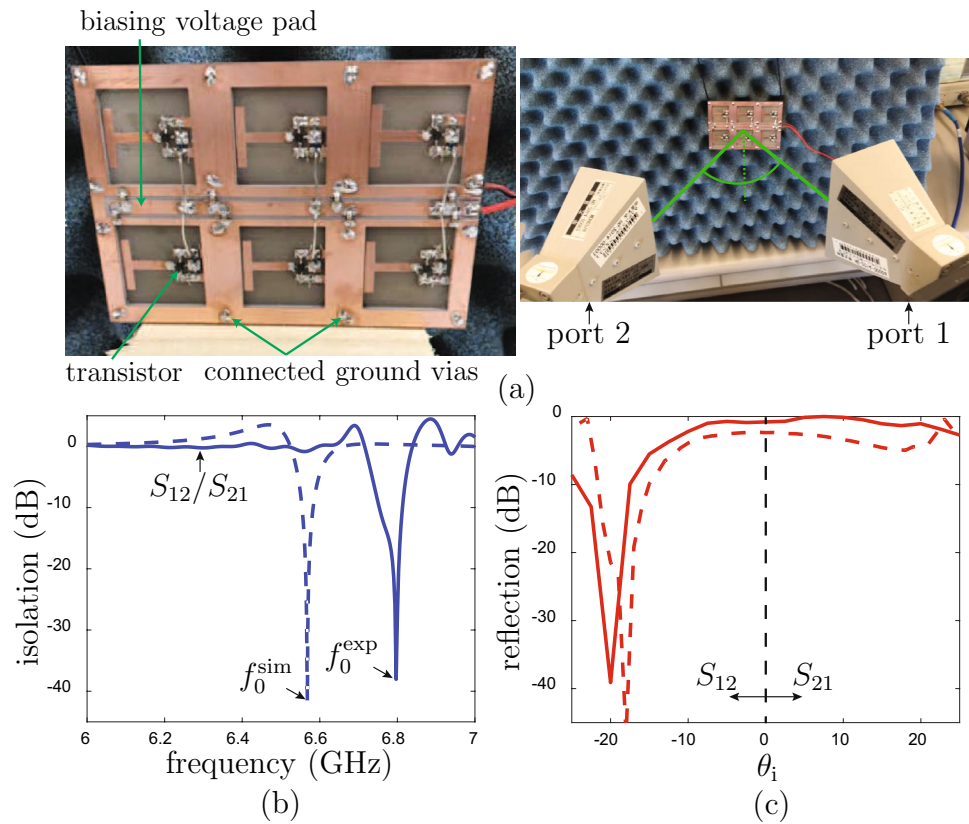 biasing voltage pad
transistor
connected ground vias
port 2
port 1
(a)
isolation (dB)
0
-10
-20
-30
-40
S₁₂/S₂₁
f₀ˢⁱᵐ
f₀ᵉˣᵖ
6
6.2
6.4
6.6
6.8
7
frequency (GHz)
(b)
reflection (dB)
0
-10
-20
-30
-40
S₁₂
S₂₁
-20
-10
0
10
20
θᵢ
(c)